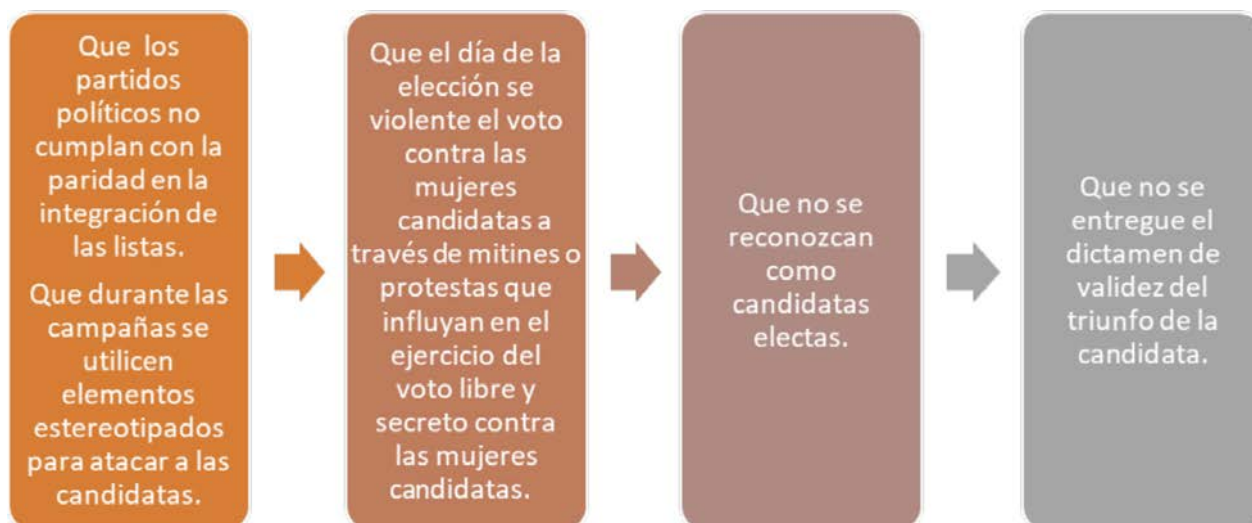 Que los
partidos
políticos no
cumplan con la
paridad en la
integración de
las listas.
Que durante las
campañas se
utilicen
elementos
estereotipados
para atacar a las
candidatas.
Que el día de la
elección se
violente el voto
contra las
mujeres
candidatas a
través de mitines o
protestas que
influyan en el
ejercicio del
voto libre y
secreto contra
las mujeres
candidatas.
Que no se
reconozcan
como
candidatas
electas.
Que no se
entregue el
dictamen de
validez del
triunfo de la
candidata.